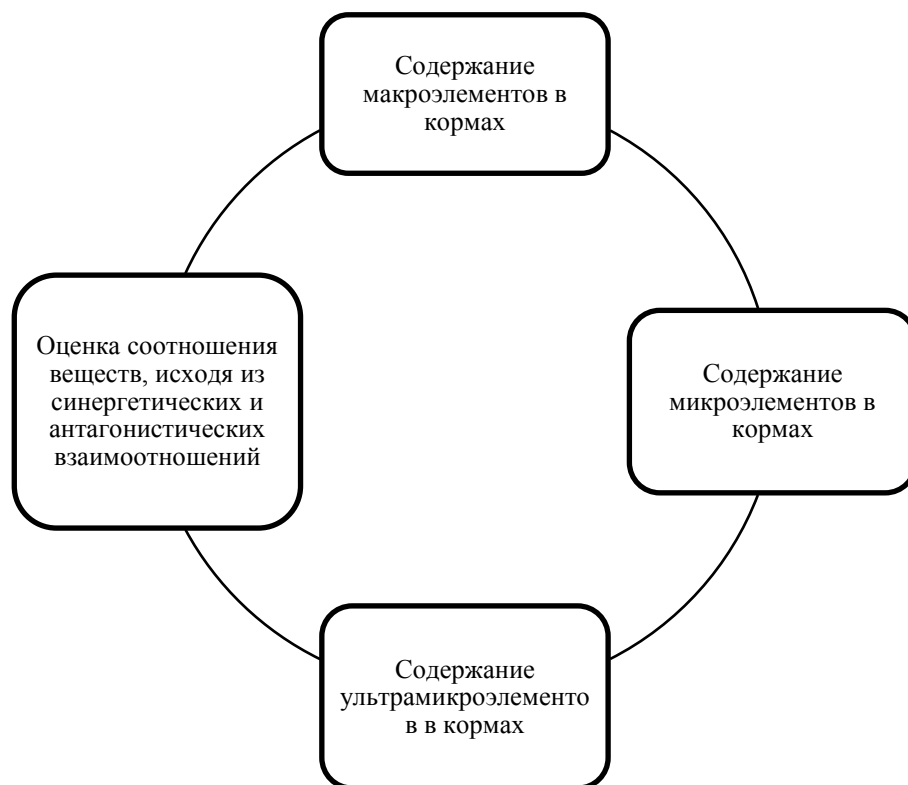 Содержание
макроэлементов в
кормах
Оценка соотношения
веществ, исходя из
синергетических и
антагонистических
взаимоотношений
Содержание
микроэлементов в
кормах
Содержание
ультрамикроэлементо
в в кормах